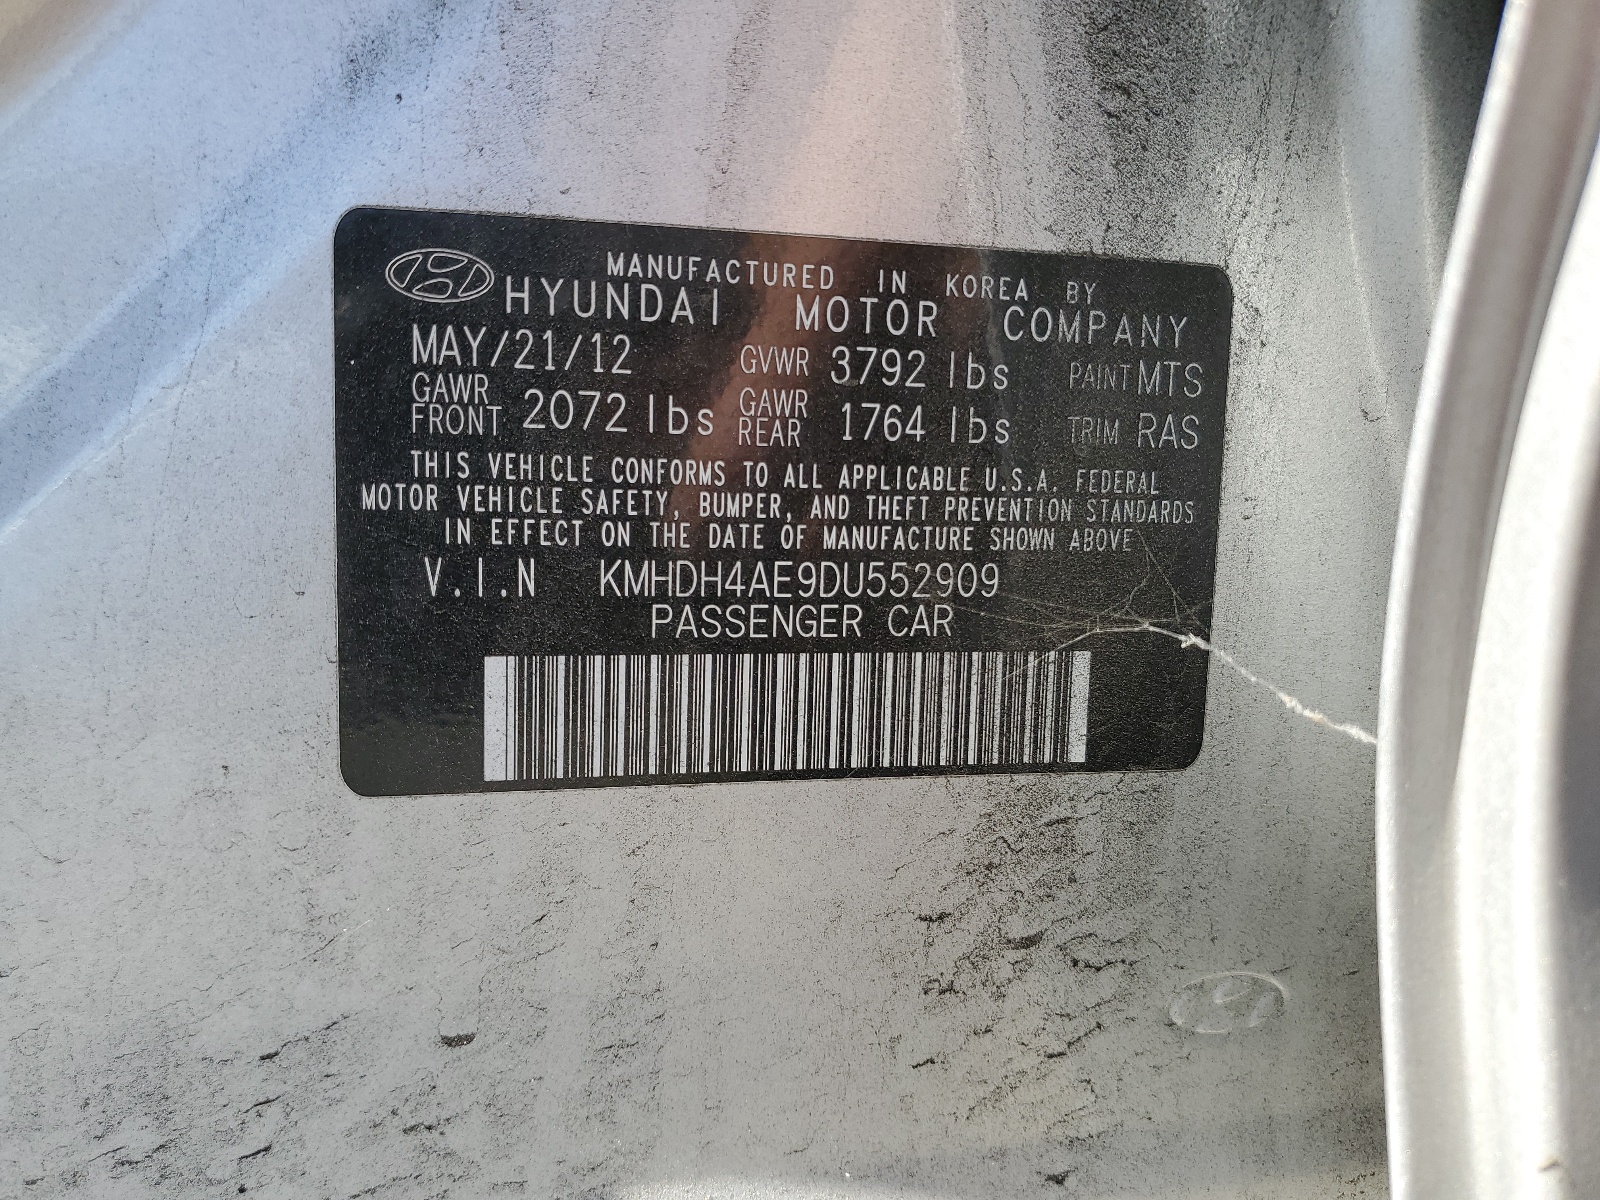 MANUFACTURED IN KOREA BY
HYUNDAI MOTOR COMPANY
MAY/21/12 GVWR 3792 lbs PAINT MTS
GAWR FRONT 2072 lbs GAWR REAR 1764 lbs TRIM RAS
THIS VEHICLE CONFORMS TO ALL APPLICABLE U.S.A. FEDERAL
MOTOR VEHICLE SAFETY, BUMPER, AND THEFT PREVENTION STANDARDS
IN EFFECT ON THE DATE OF MANUFACTURE SHOWN ABOVE
V.I.N KMHDH4AE9DU552909
PASSENGER CAR